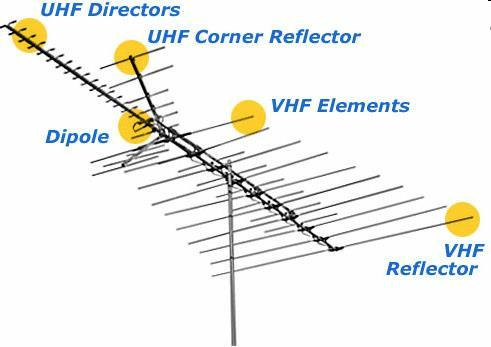 UHF Directors
UHF Corner Reflector
VHF Elements
Dipole
VHF
Reflector